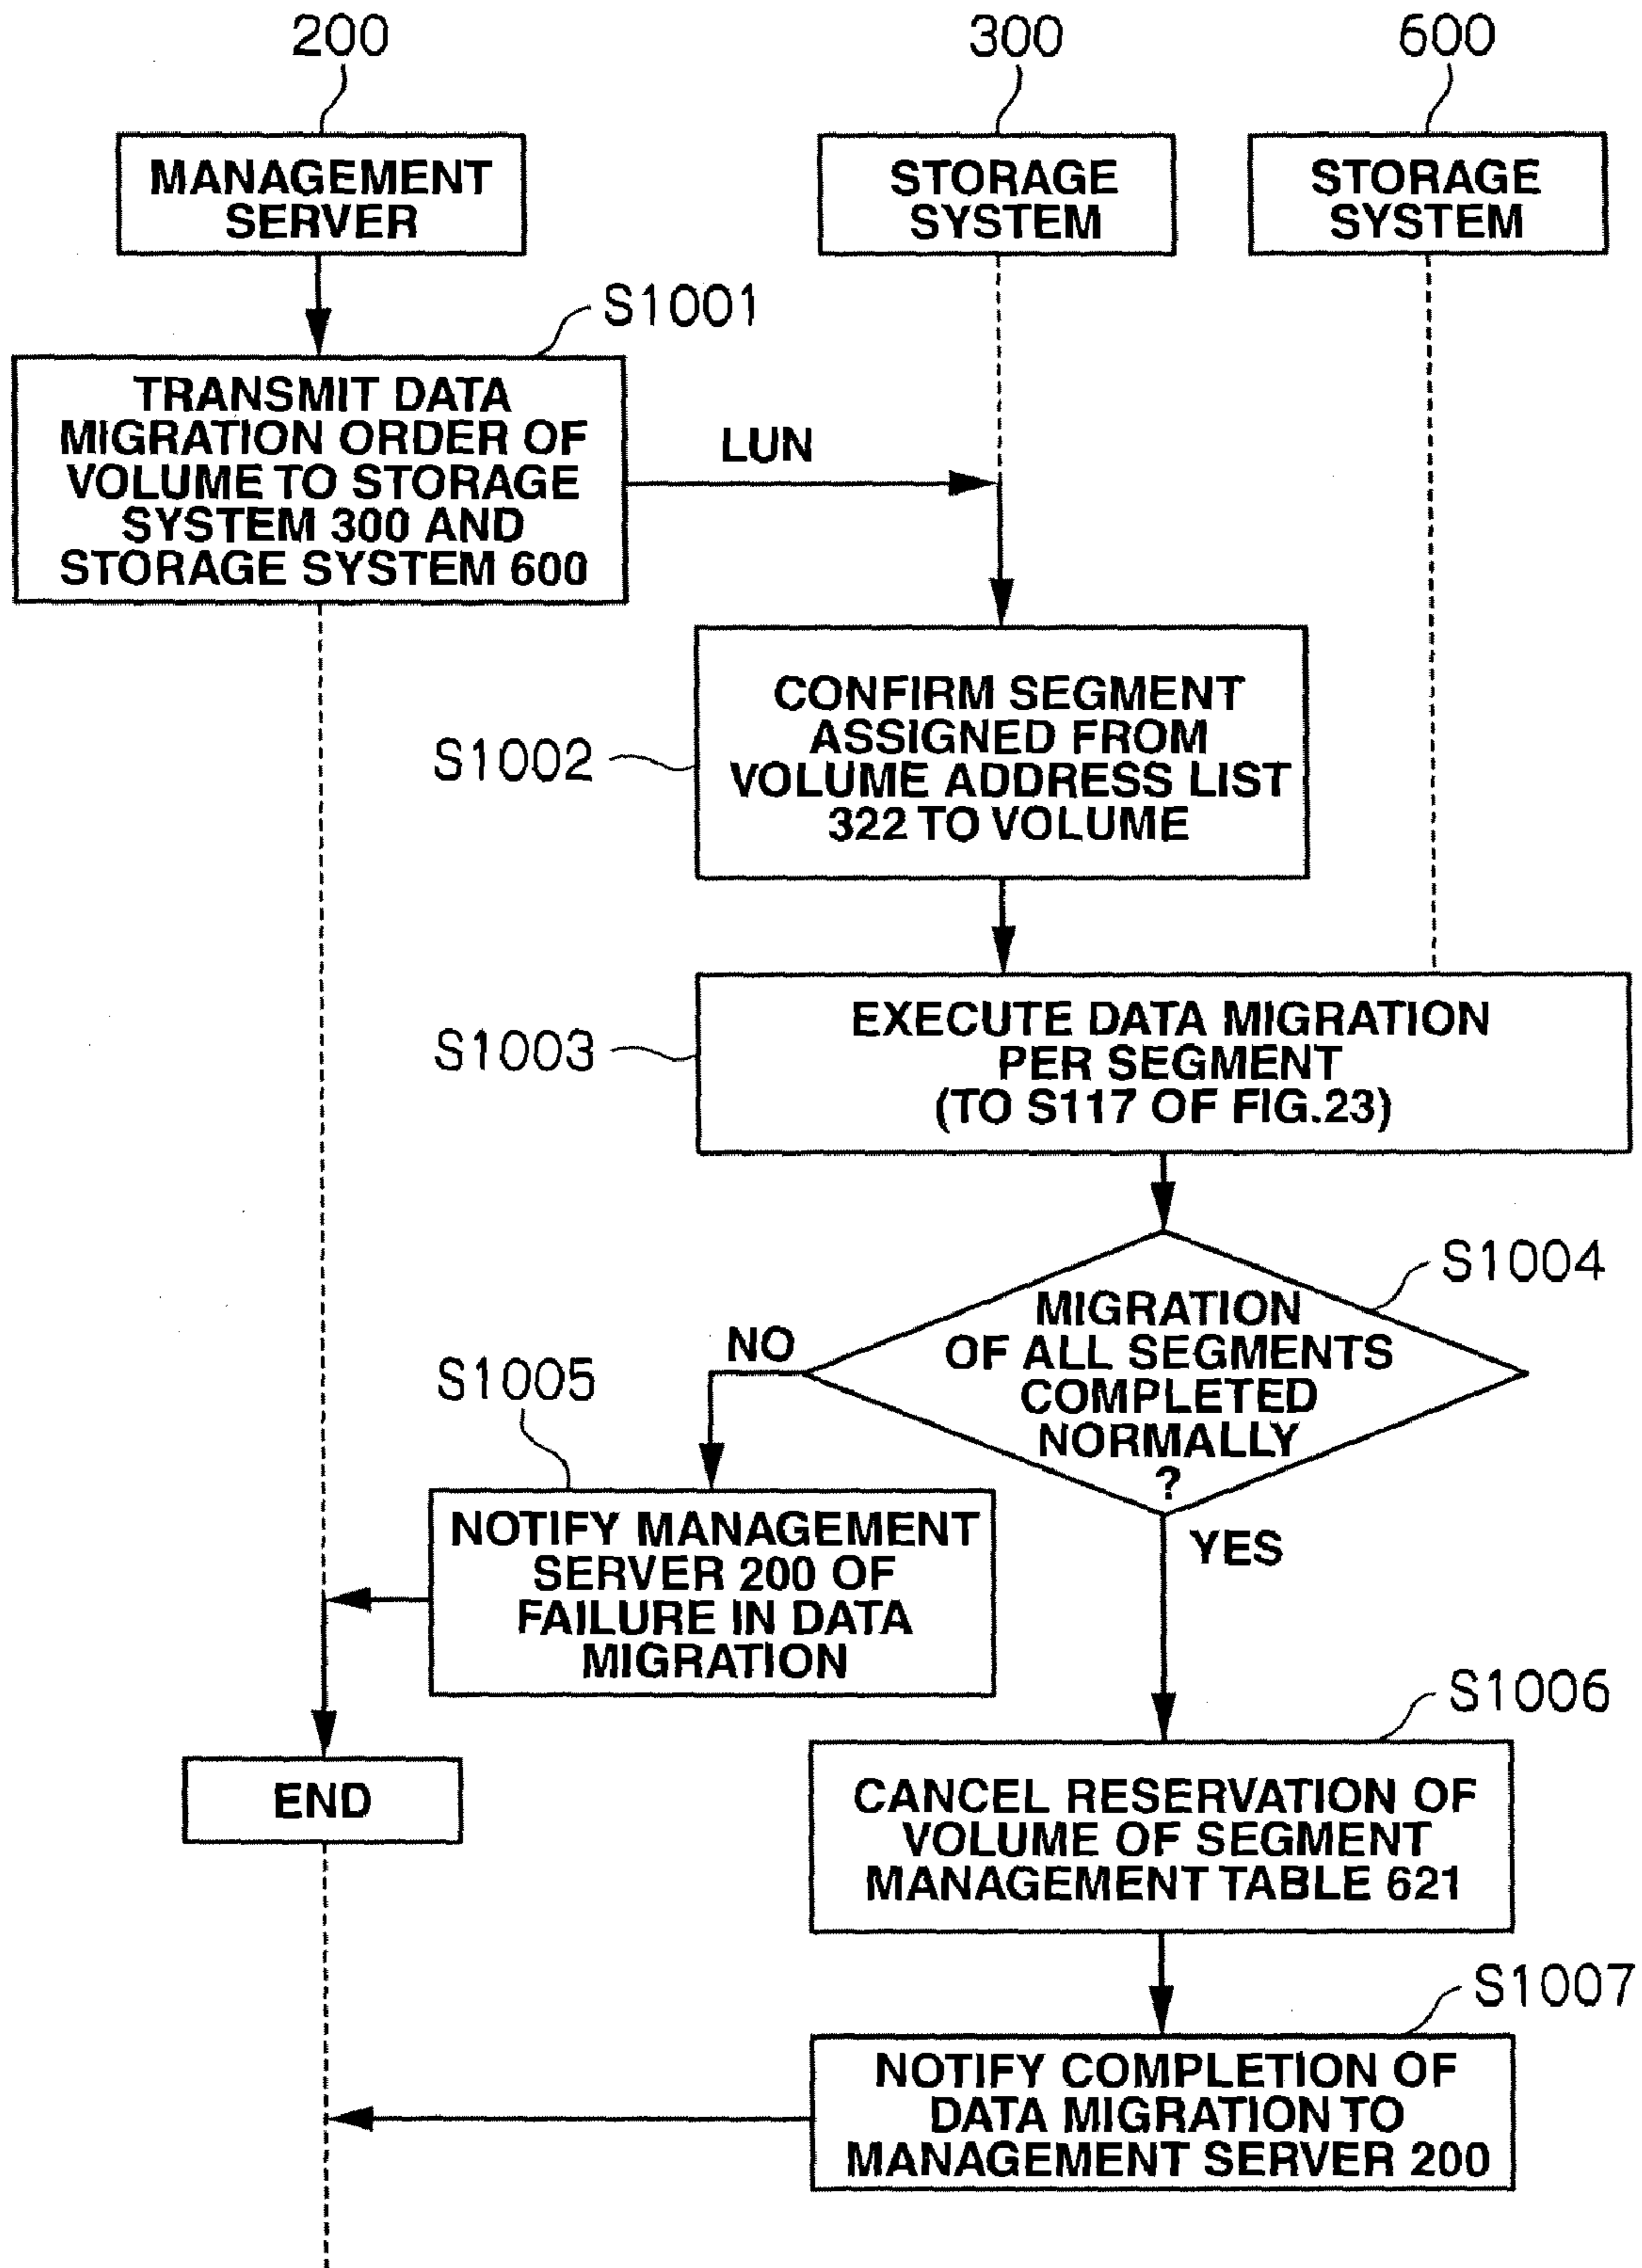 200
300
600
MANAGEMENT
SERVER
STORAGE
SYSTEM
STORAGE
SYSTEM
S1001
TRANSMIT DATA
MIGRATION ORDER OF
VOLUME TO STORAGE
SYSTEM 300 AND
STORAGE SYSTEM 600
LUN
S1002
CONFIRM SEGMENT
ASSIGNED FROM
VOLUME ADDRESS LIST
322 TO VOLUME
S1003
EXECUTE DATA MIGRATION
PER SEGMENT
(TO S117 OF FIG.23)
S1004
MIGRATION
OF ALL SEGMENTS
COMPLETED
NORMALLY
?
NO
YES
S1005
NOTIFY MANAGEMENT
SERVER 200 OF
FAILURE IN DATA
MIGRATION
END
S1006
CANCEL RESERVATION OF
VOLUME OF SEGMENT
MANAGEMENT TABLE 621
S1007
NOTIFY COMPLETION OF
DATA MIGRATION TO
MANAGEMENT SERVER 200